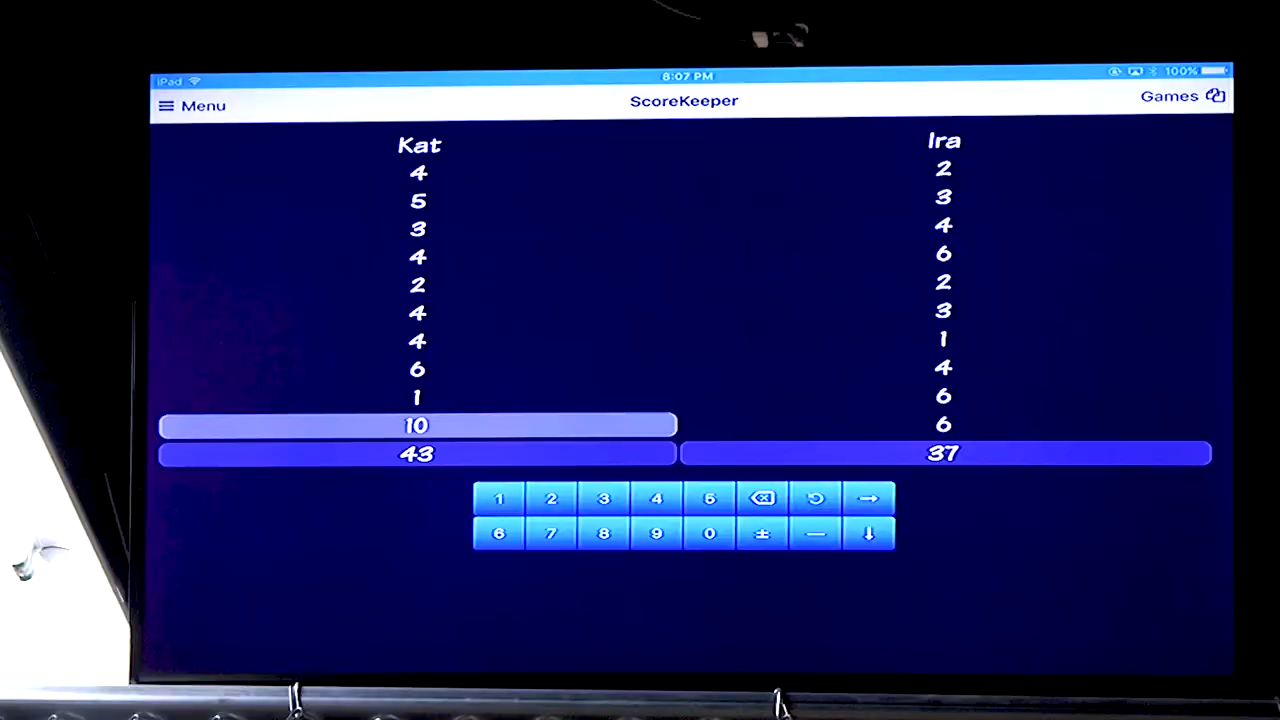 iPad 8:07 PM 100%
Menu ScoreKeeper Games
Kat Ira
4 2
5 3
3 4
4 6
2 2
4 3
4 1
6 4
1 6
10 6
43 37
1 2 3 4 5
6 7 8 9 0 ± —